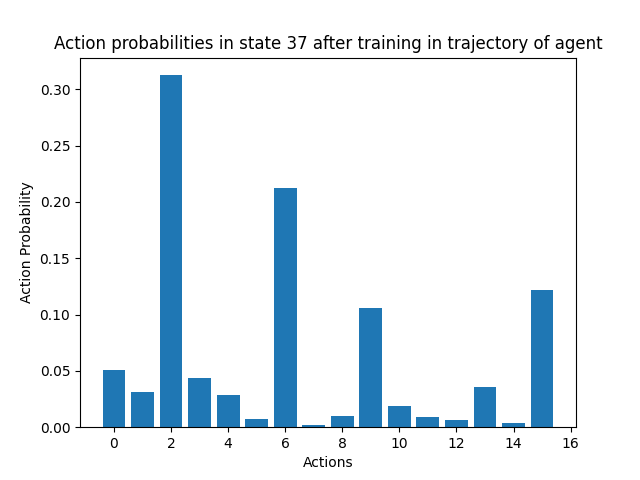 Action probabilities in state 37 after training in trajectory of agent
0.30
0.25
0.20
0.15
0.10
0.05
0.00
Action Probability
0 2 4 6 8 10 12 14 16
Actions